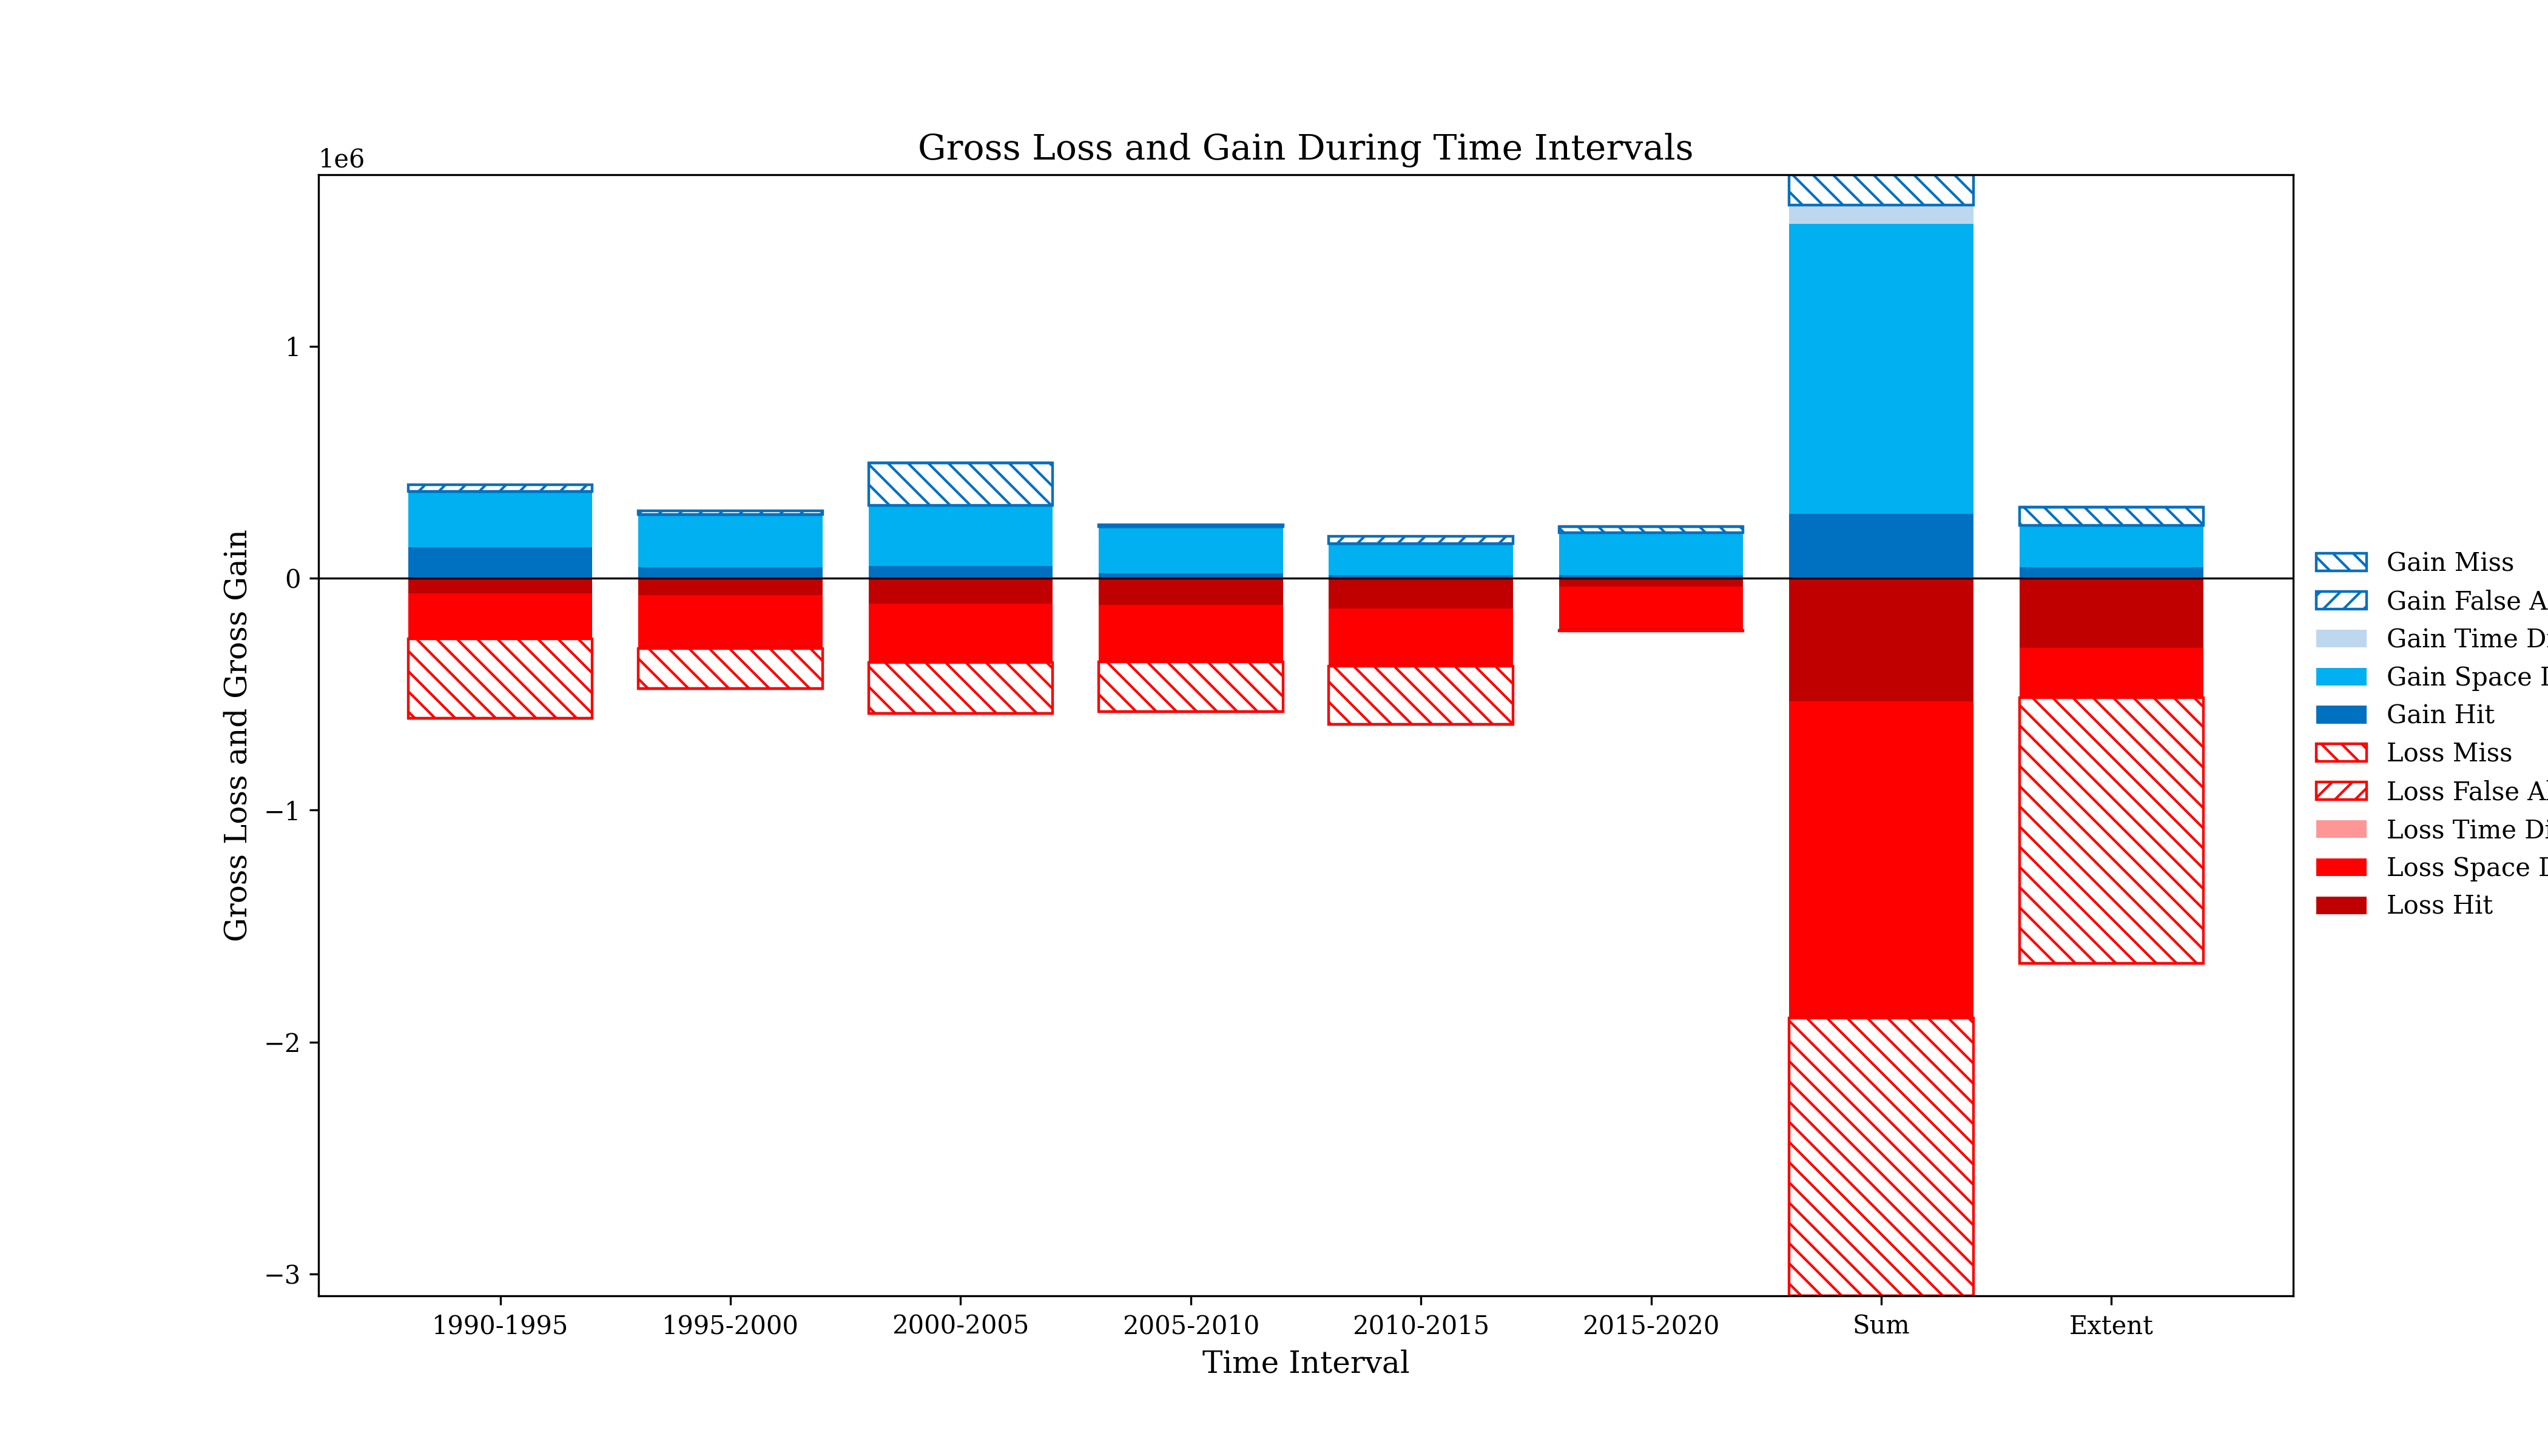 Gross Loss and Gain During Time Intervals
1e6
1
0
−1
−2
−3
Gross Loss and Gross Gain
1990-1995
1995-2000
2000-2005
2005-2010
2010-2015
2015-2020
Sum
Extent
Time Interval
Gain Miss
Gain False A
Gain Time D
Gain Space
Gain Hit
Loss Miss
Loss False Al
Loss Time Di
Loss Space
Loss Hit